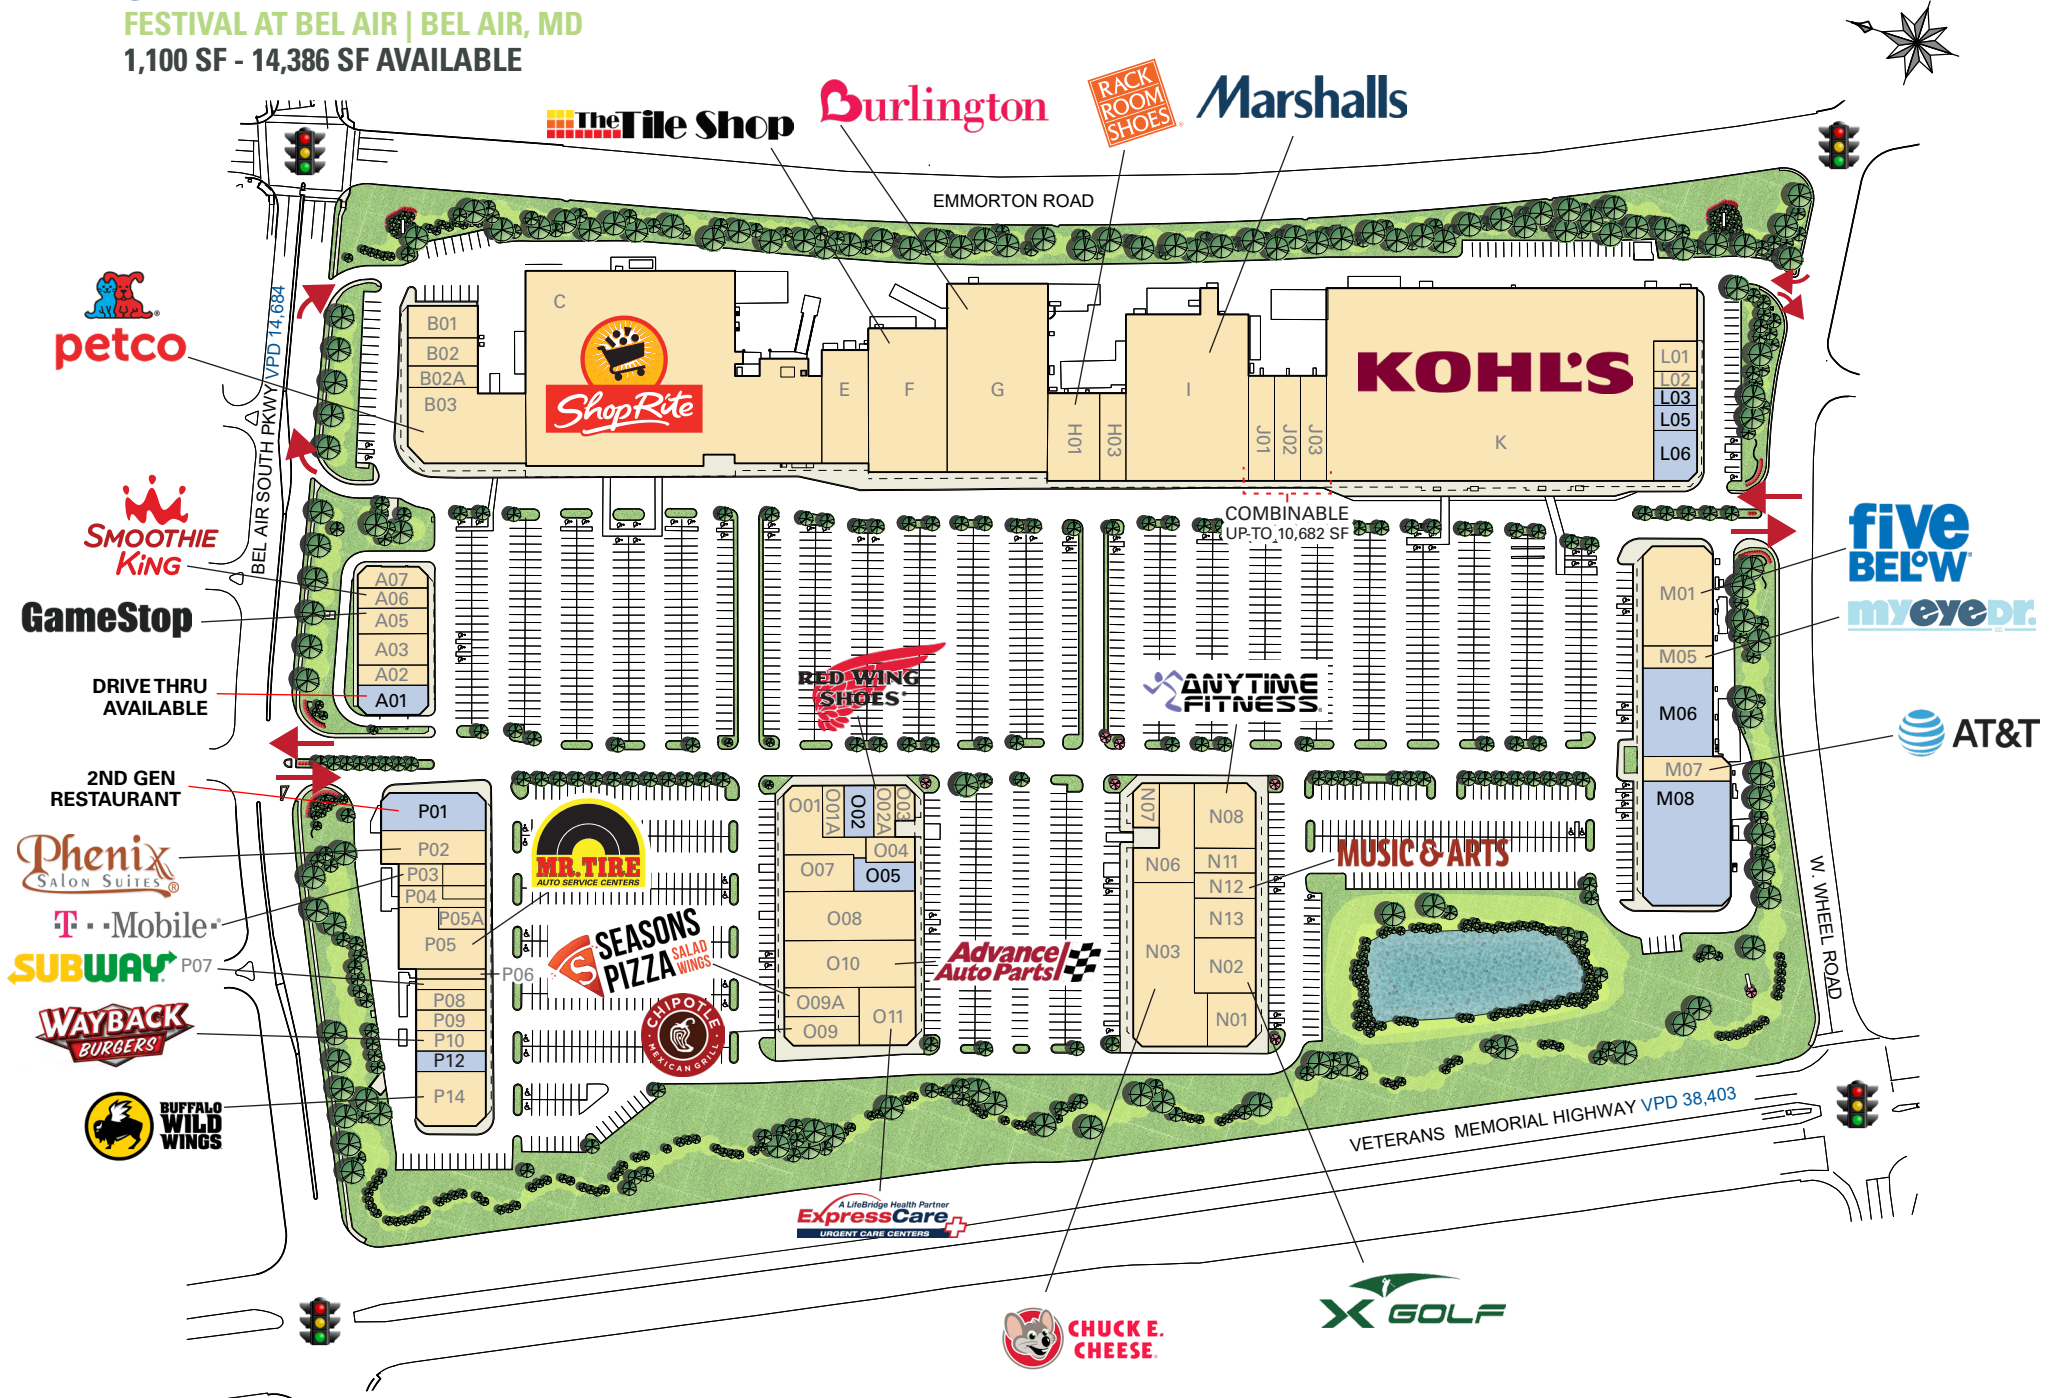 FESTIVAL AT BEL AIR | BEL AIR, MD
1,100 SF - 14,386 SF AVAILABLE
The Tile Shop
Burlington
RACK
ROOM
SHOES
Marshalls
EMMORTON ROAD
petco
BEL AIR SOUTH PKWY VPD 14,684
B01
B02
B02A
B03
C
ShopRite
E
F
G
H01
H03
I
J01
J02
J03
KOHL'S
K
L01
L02
L03
L05
L06
COMBINABLE
UP-TO 10,682 SF
SMOOTHIE
KING
GameStop
DRIVE THRU
AVAILABLE
A07
A06
A05
A03
A02
A01
RED WING
SHOES
ANYTIME
FITNESS
five
BELOW
myeyeDr.
AT&T
M01
M05
M06
M07
M08
W. WHEEL ROAD
2ND GEN
RESTAURANT
Phenix
SALON SUITES
T-Mobile
SUBWAY
P07
WAYBACK
BURGERS
BUFFALO
WILD
WINGS
P01
P02
P03
P04
P05A
P05
P06
P08
P09
P10
P12
P14
MR. TIRE
AUTO SERVICE CENTERS
SEASONS
PIZZA
SALAD
WINGS
CHIPOTLE
MEXICAN GRILL
O01
O01A
O02
O02A
O03
O04
O07
O05
O08
O10
O09A
O09
O11
Advance
Auto Parts
N07
N08
N06
N11
N12
N13
N03
N02
N01
MUSIC & ARTS
VETERANS MEMORIAL HIGHWAY VPD 38,403
A LifeBridge Health Partner
ExpressCare
URGENT CARE CENTERS
CHUCK E.
CHEESE
X GOLF